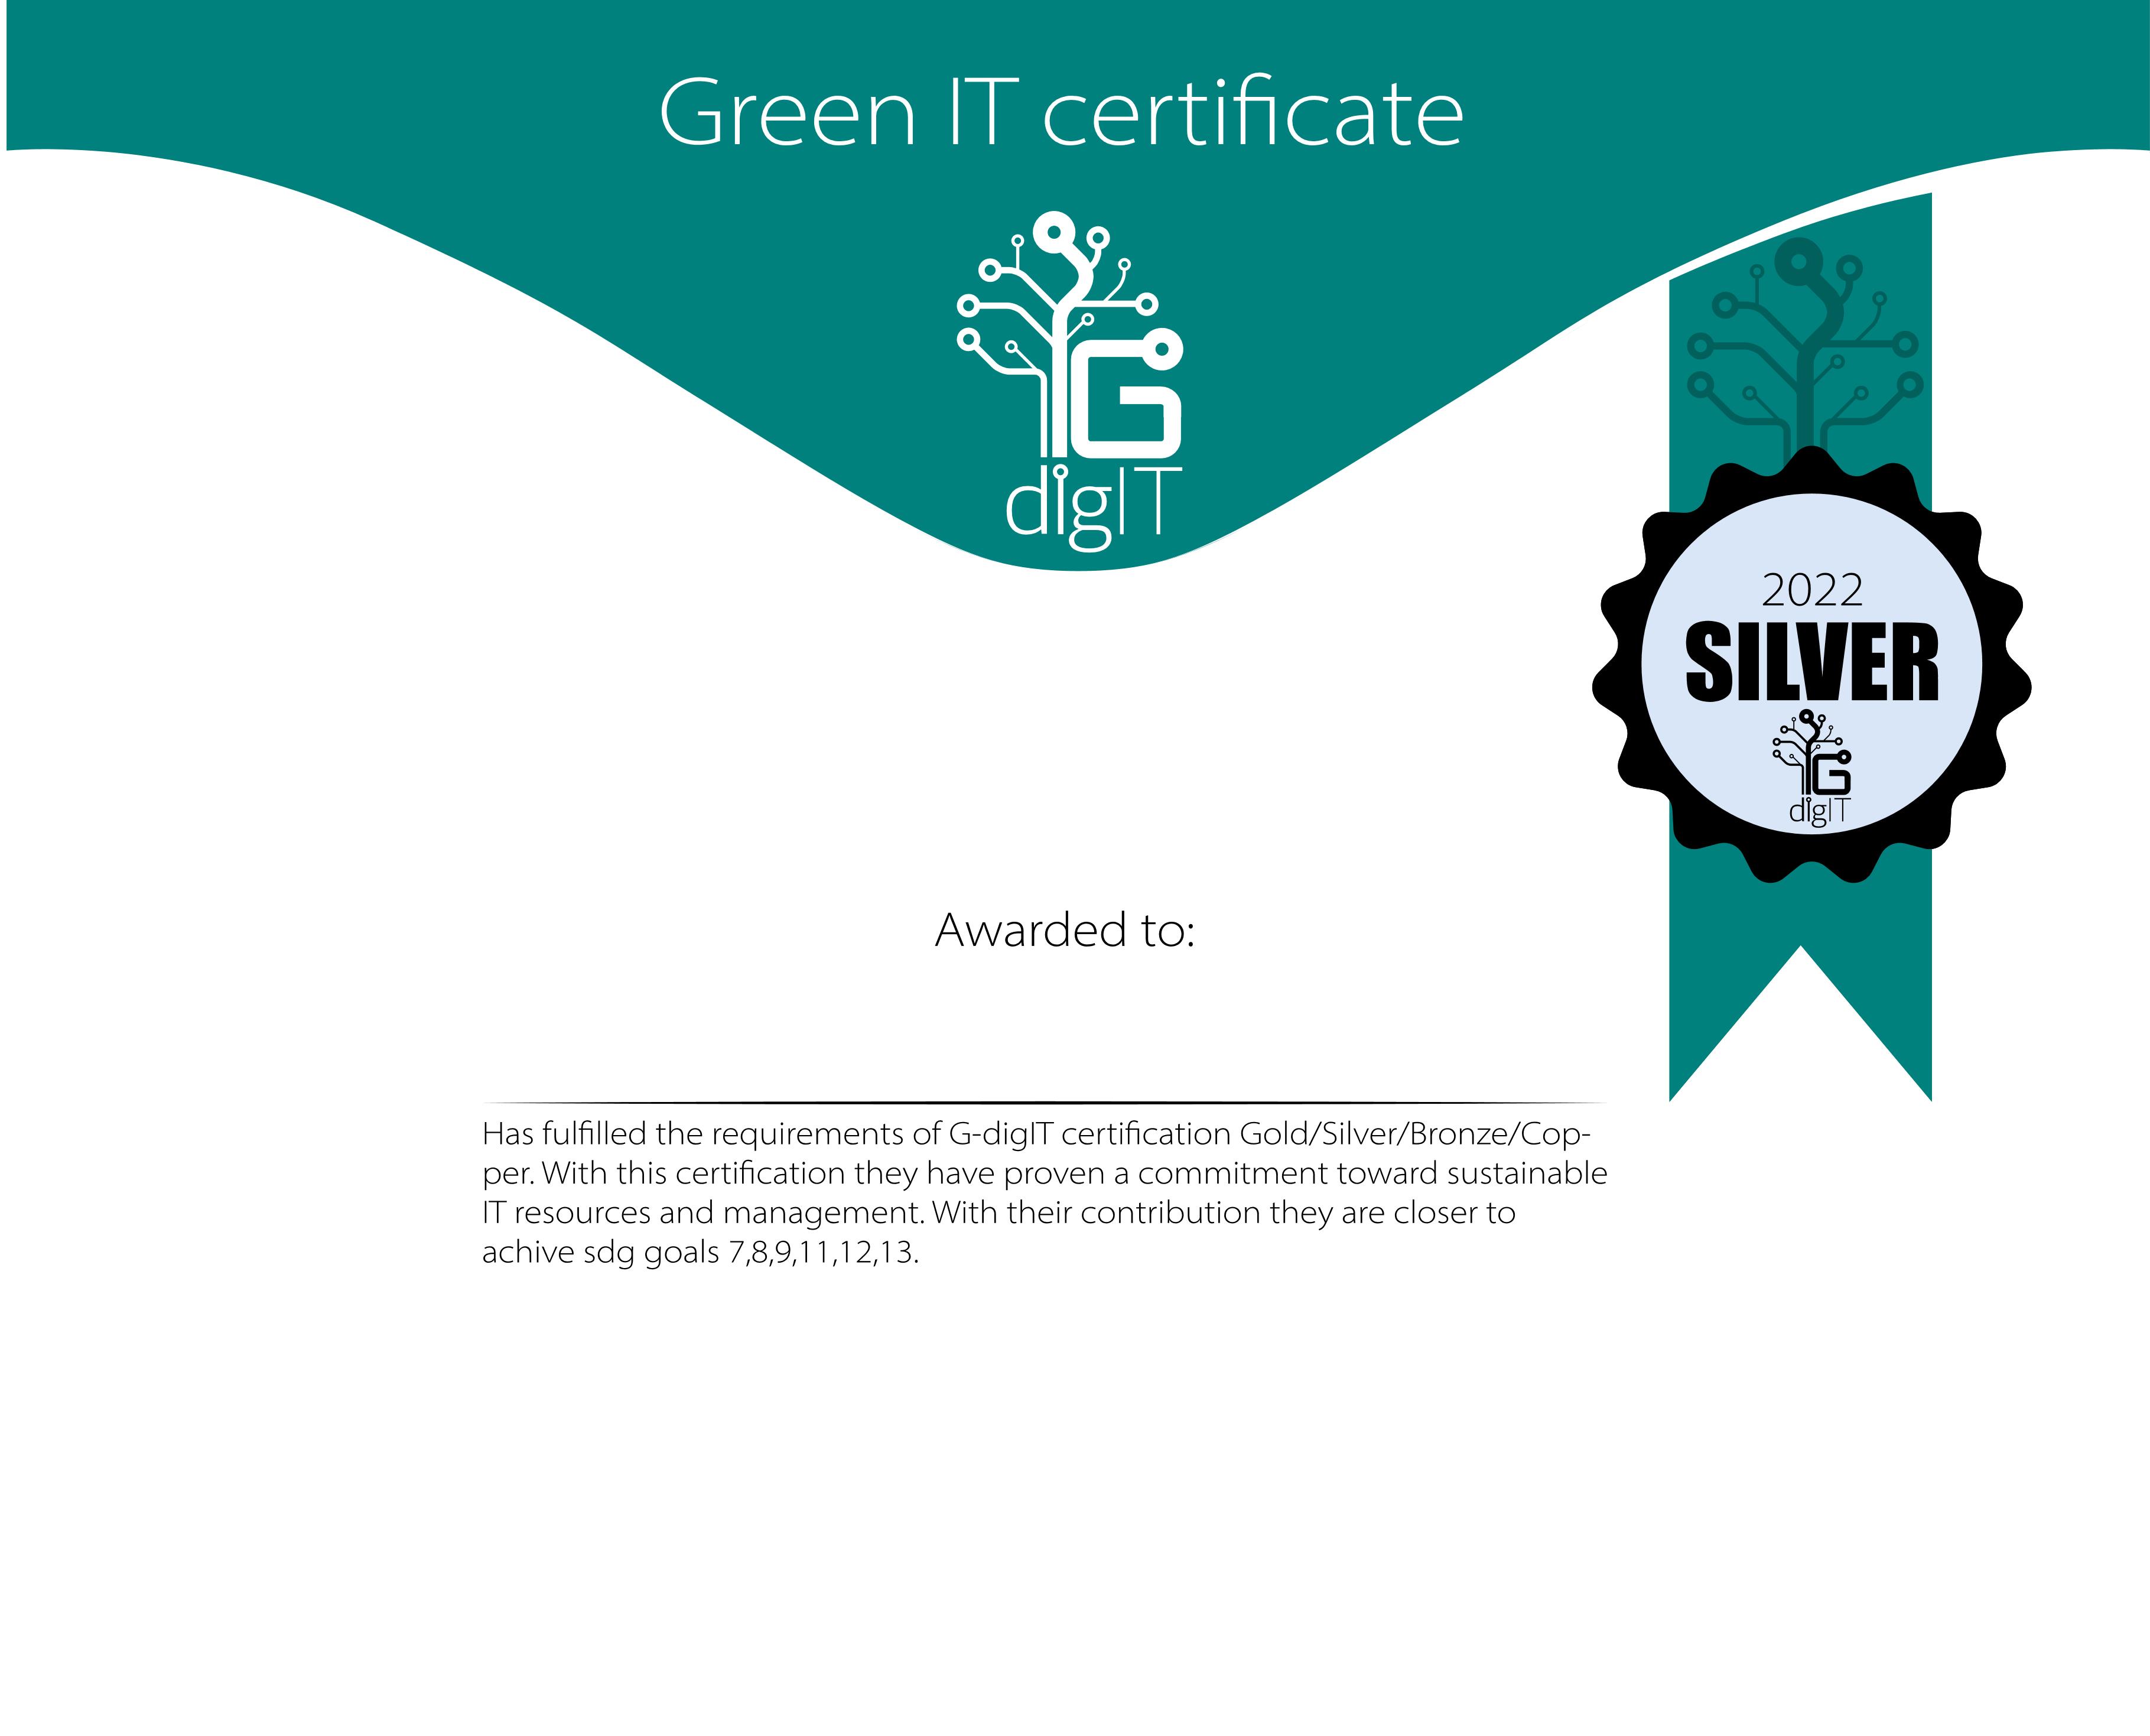 Green IT certificate
G
digIT
2022
SILVER
G
digIT
Awarded to:
Has fulfilled the requirements of G-digIT certification Gold/Silver/Bronze/Cop-
per. With this certification they have proven a commitment toward sustainable
IT resources and management. With their contribution they are closer to
achive sdg goals 7,8,9,11,12,13.